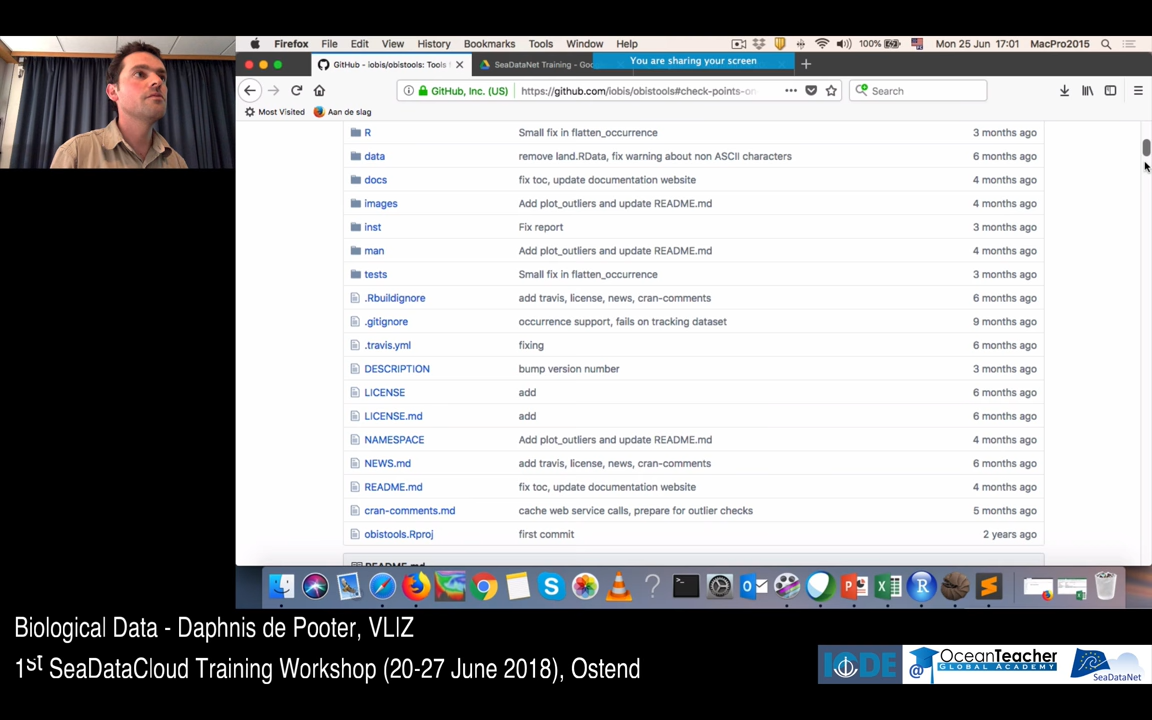 Firefox File Edit View History Bookmarks Tools Window Help 100% Mon 25 Jun 17:01 MacPro2015
GitHub - iobis/obistools: Tools f SeaDataNet Training - Goo You are sharing your screen
GitHub, Inc. (US) https://github.com/iobis/obistools#check-points-on- Search
Most Visited Aan de slag
R Small fix in flatten_occurrence 3 months ago
data remove land.RData, fix warning about non ASCII characters 6 months ago
docs fix toc, update documentation website 4 months ago
images Add plot_outliers and update README.md 4 months ago
inst Fix report 3 months ago
man Add plot_outliers and update README.md 4 months ago
tests Small fix in flatten_occurrence 3 months ago
.Rbuildignore add travis, license, news, cran-comments 6 months ago
.gitignore occurrence support, fails on tracking dataset 9 months ago
.travis.yml fixing 6 months ago
DESCRIPTION bump version number 3 months ago
LICENSE add 6 months ago
LICENSE.md add 6 months ago
NAMESPACE Add plot_outliers and update README.md 4 months ago
NEWS.md add travis, license, news, cran-comments 6 months ago
README.md fix toc, update documentation website 4 months ago
cran-comments.md cache web service calls, prepare for outlier checks 5 months ago
obistools.Rproj first commit 2 years ago
README.md
Biological Data - Daphnis de Pooter, VLIZ
1st SeaDataCloud Training Workshop (20-27 June 2018), Ostend
IODE
OceanTeacher
GLOBAL ACADEMY
SeaDataNet